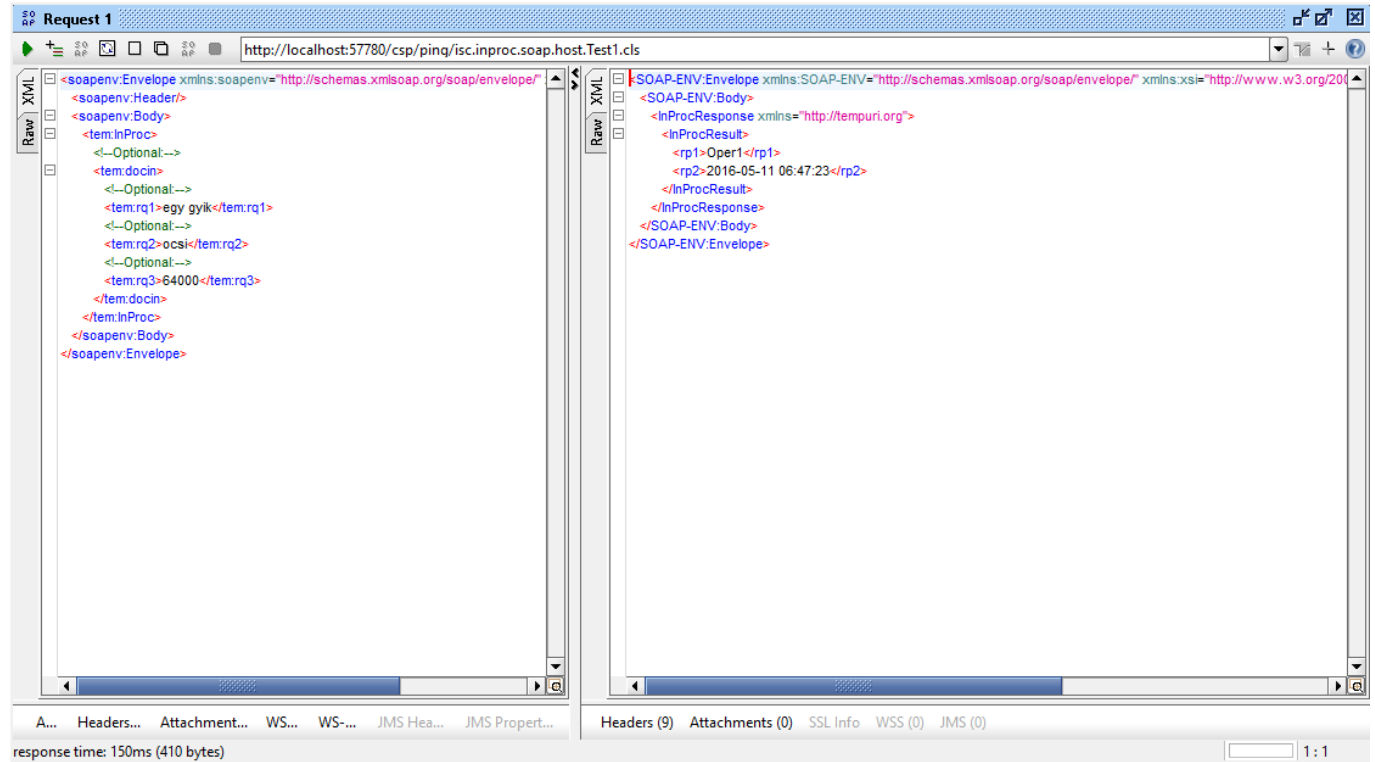 SO AP Request 1
http://localhost:57780/csp/pinq/isc.inproc.soap.host.Test1.cls
XML
Raw
<soapenv:Envelope xmlns:soapenv="http://schemas.xmlsoap.org/soap/envelope/"
<soapenv:Header/>
<soapenv:Body>
<tem:InProc>
<!--Optional:-->
<tem:docin>
<!--Optional:-->
<tem:rq1>egy gyik</tem:rq1>
<!--Optional:-->
<tem:rq2>ocsi</tem:rq2>
<!--Optional:-->
<tem:rq3>64000</tem:rq3>
</tem:docin>
</tem:InProc>
</soapenv:Body>
</soapenv:Envelope>
XML
Raw
<SOAP-ENV:Envelope xmlns:SOAP-ENV="http://schemas.xmlsoap.org/soap/envelope/" xmlns:xsi="http://www.w3.org/200
<SOAP-ENV:Body>
<InProcResponse xmlns="http://tempuri.org">
<InProcResult>
<rp1>Oper1</rp1>
<rp2>2016-05-11 06:47:23</rp2>
</InProcResult>
</InProcResponse>
</SOAP-ENV:Body>
</SOAP-ENV:Envelope>
A... Headers... Attachment... WS... WS-... JMS Hea... JMS Propert...
Headers (9) Attachments (0) SSL Info WSS (0) JMS (0)
response time: 150ms (410 bytes)
1 : 1